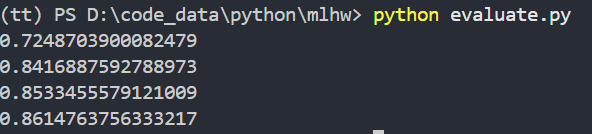 (tt) PS D:\code_data\python\mlhw> python evaluate.py
0.7248703900082479
0.8416887592788973
0.8533455579121009
0.8614763756333217